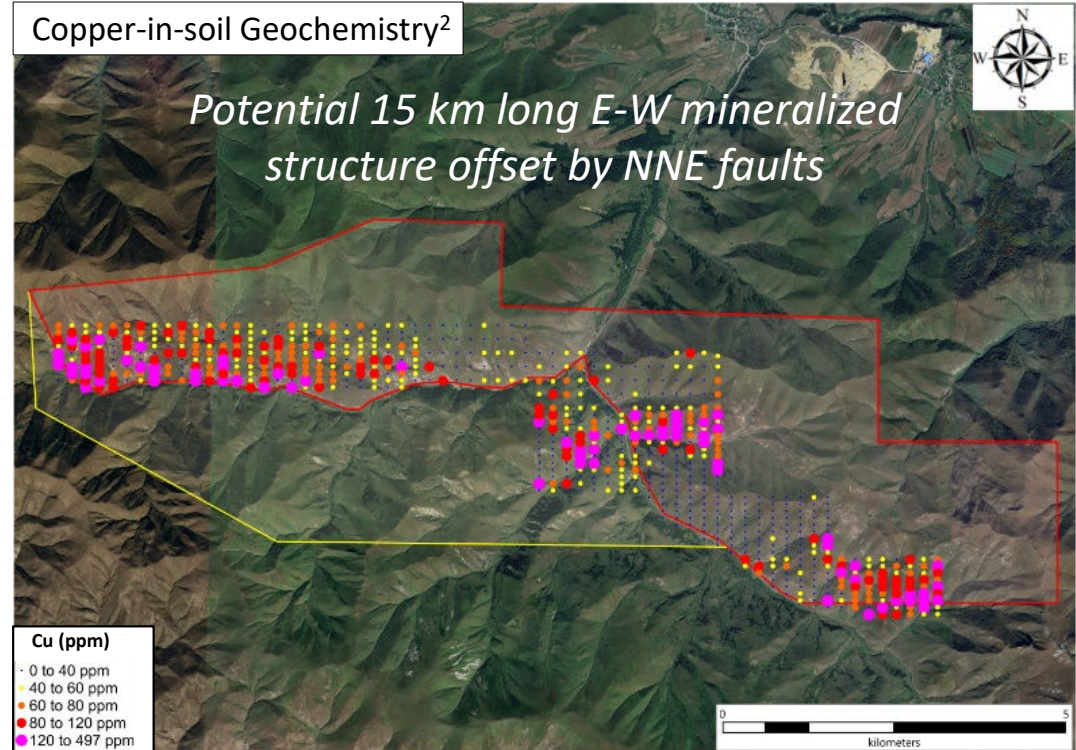 Copper-in-soil Geochemistry²
N
W E
S
Potential 15 km long E-W mineralized
structure offset by NNE faults
Cu (ppm)
0 to 40 ppm
40 to 60 ppm
60 to 80 ppm
80 to 120 ppm
120 to 497 ppm
0 5
kilometers